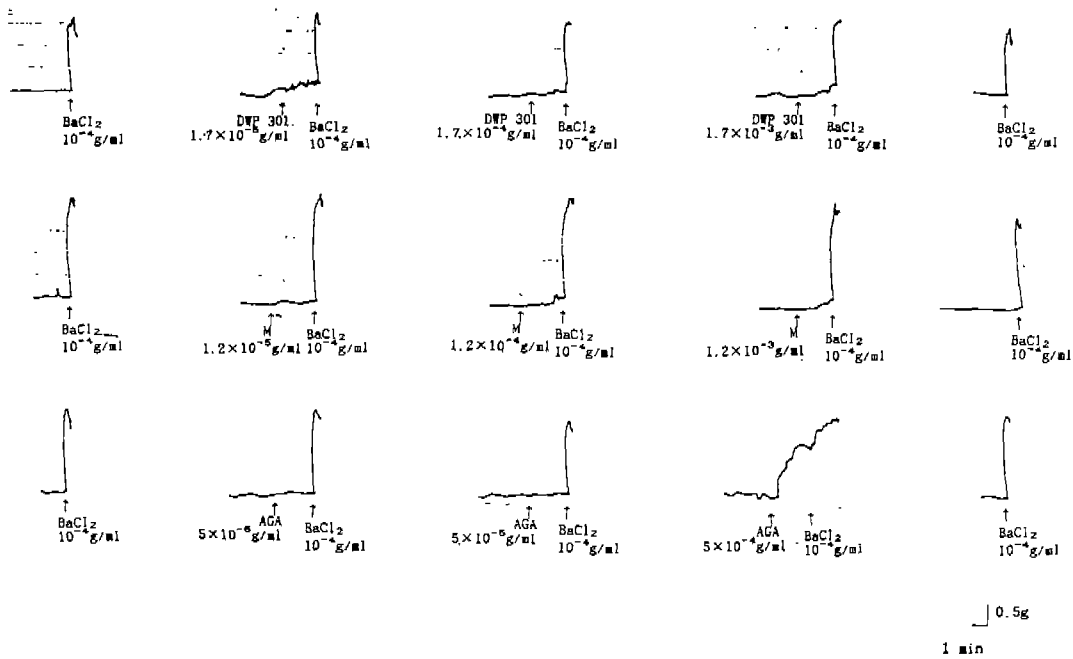 BaCl₂
10⁻⁴g/ml
DWP 301
1.7×10⁻⁵g/ml
BaCl₂
10⁻⁴g/ml
DWP 301
1.7×10⁻⁴g/ml
BaCl₂
10⁻⁴g/ml
DWP 301
1.7×10⁻³g/ml
BaCl₂
10⁻⁴g/ml
BaCl₂
10⁻⁴g/ml
BaCl₂
10⁻⁴g/ml
M
1.2×10⁻⁵g/ml
BaCl₂
10⁻⁴g/ml
M
1.2×10⁻⁴g/ml
BaCl₂
10⁻⁴g/ml
M
1.2×10⁻³g/ml
BaCl₂
10⁻⁴g/ml
BaCl₂
10⁻⁴g/ml
BaCl₂
10⁻⁴g/ml
AGA
5×10⁻⁶g/ml
BaCl₂
10⁻⁴g/ml
AGA
5×10⁻⁵g/ml
BaCl₂
10⁻⁴g/ml
AGA
5×10⁻⁴g/ml
BaCl₂
10⁻⁴g/ml
BaCl₂
10⁻⁴g/ml
0.5g
1 min